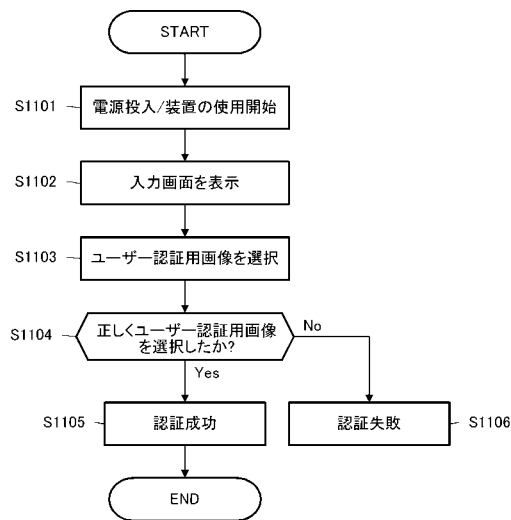 START
S1101
電源投入/装置の使用開始
S1102
入力画面を表示
S1103
ユーザー認証用画像を選択
S1104
正しくユーザー認証用画像
を選択したか?
No
Yes
S1105
認証成功
認証失敗
S1106
END